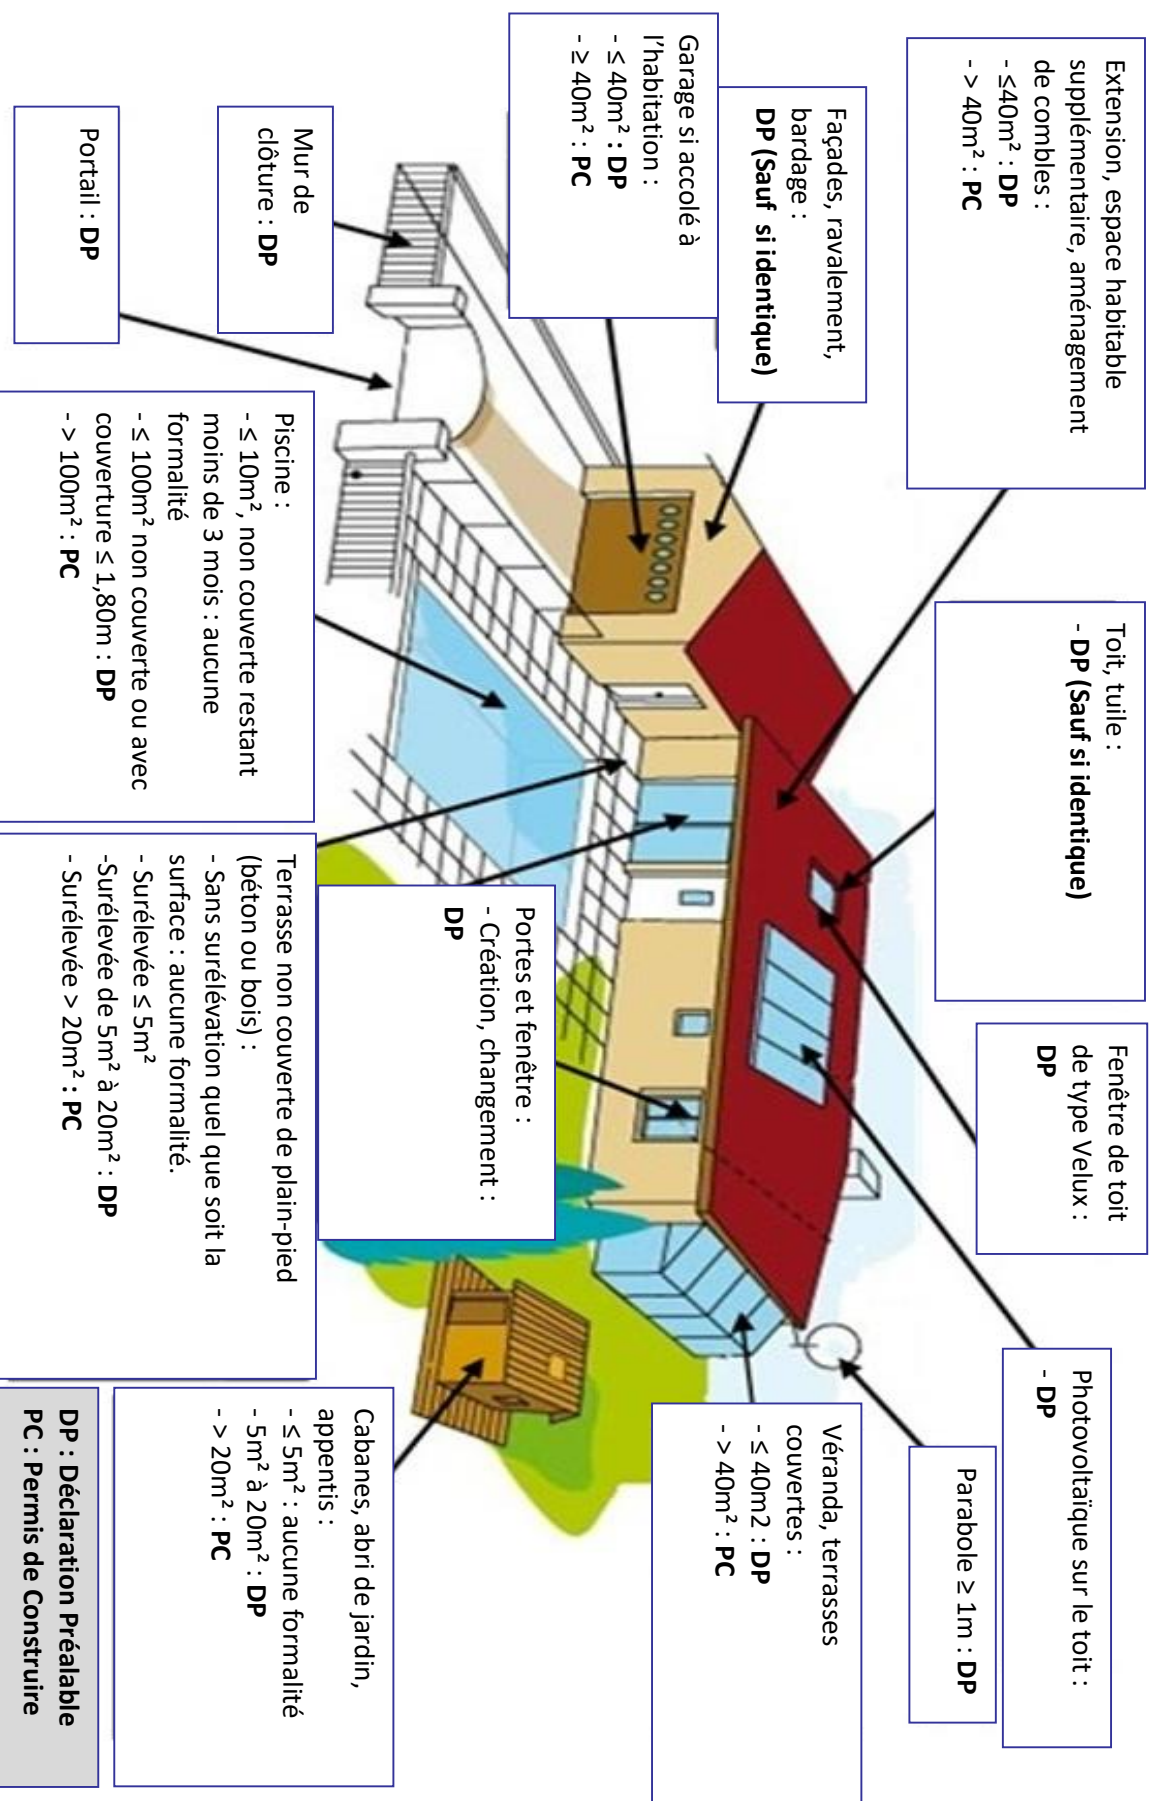 Extension, espace habitable
supplémentaire, aménagement
de combles :
- ≤40m² : DP
- > 40m² : PC
Toit, tuile :
- DP (Sauf si identique)
Fenêtre de toit
de type Velux :
DP
Photovoltaïque sur le toit :
- DP
Parabole ≥ 1m : DP
Façades, ravalement,
bardage :
DP (Sauf si identique)
Garage si accolé à
l'habitation :
- ≤ 40m² : DP
- ≥ 40m² : PC
Véranda, terrasses
couvertes :
- ≤ 40m2 : DP
- > 40m² : PC
Mur de
clôture : DP
Portail : DP
Piscine :
- ≤ 10m², non couverte restant
moins de 3 mois : aucune
formalité
- ≤ 100m² non couverte ou avec
couverture ≤ 1,80m : DP
- > 100m² : PC
Portes et fenêtre :
- Création, changement :
DP
Terrasse non couverte de plain-pied
(béton ou bois) :
- Sans surélévation quel que soit la
surface : aucune formalité.
- Surélevée ≤ 5m²
-Surélevée de 5m² à 20m² : DP
- Surélevée > 20m² : PC
Cabanes, abri de jardin,
appentis :
- ≤ 5m² : aucune formalité
- 5m² à 20m² : DP
- > 20m² : PC
DP : Déclaration Préalable
PC : Permis de Construire